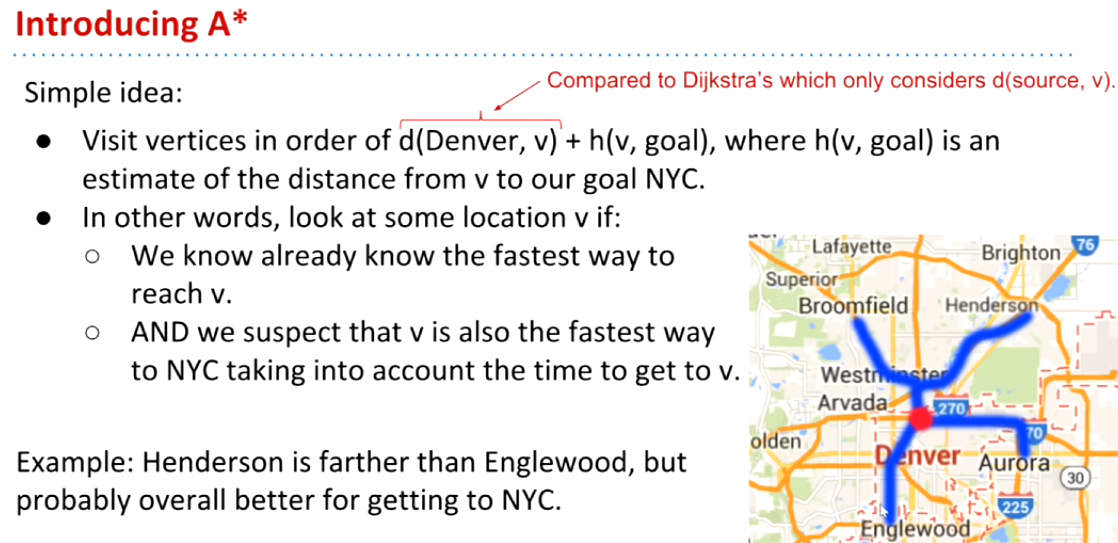 Introducing A*
Compared to Dijkstra's which only considers d(source, v).
Simple idea:
● Visit vertices in order of d(Denver, v) + h(v, goal), where h(v, goal) is an
estimate of the distance from v to our goal NYC.
● In other words, look at some location v if:
○ We know already know the fastest way to
reach v.
○ AND we suspect that v is also the fastest way
to NYC taking into account the time to get to v.
Example: Henderson is farther than Englewood, but
probably overall better for getting to NYC.
Lafayette
76
Brighton
Superior
Broomfield
Henderson
Westminster
Arvada
270
olden
70
Denver
Aurora
30
225
Englewood